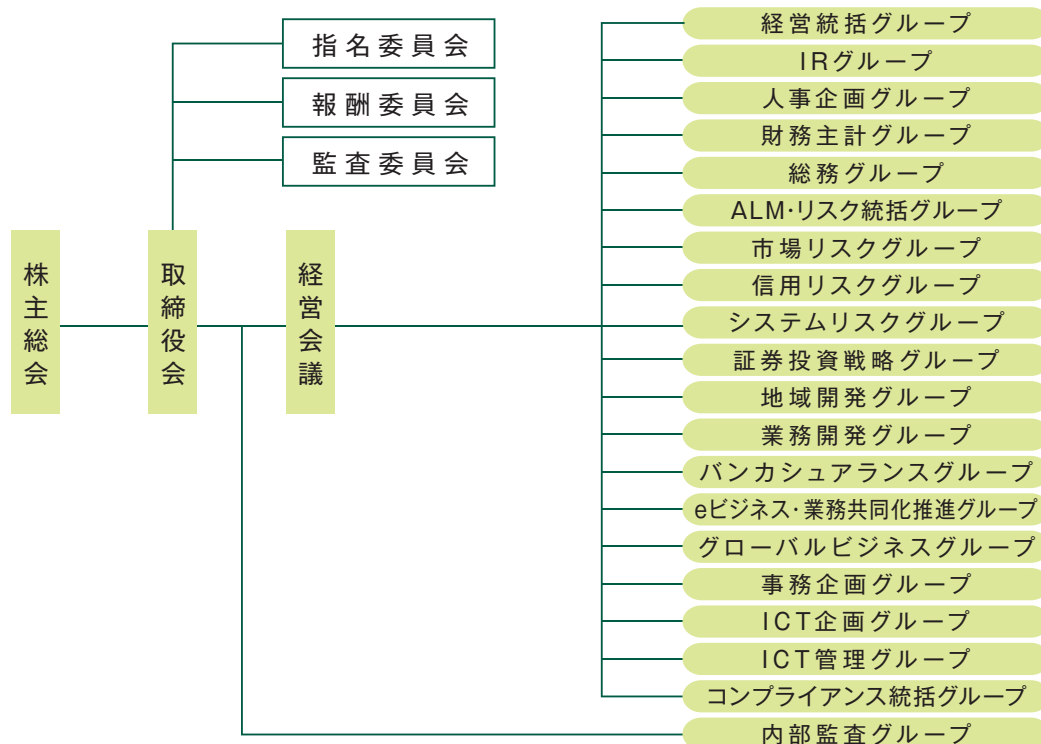 指名委員会
報酬委員会
監査委員会
株主総会
取締役会
経営会議
経営統括グループ
IRグループ
人事企画グループ
財務主計グループ
総務グループ
ALM・リスク統括グループ
市場リスクグループ
信用リスクグループ
システムリスクグループ
証券投資戦略グループ
地域開発グループ
業務開発グループ
バンカシュアランスグループ
eビジネス・業務共同化推進グループ
グローバルビジネスグループ
事務企画グループ
ICT企画グループ
ICT管理グループ
コンプライアンス統括グループ
内部監査グループ